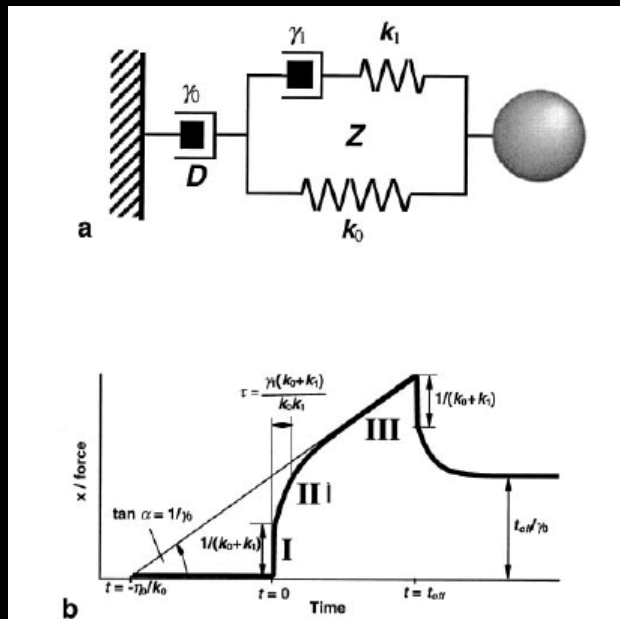 γ₁
k₁
γ₀
Z
D
k₀
a
τ = γ₁(k₀+k₁)
k₀k₁
1/(k₀+k₁)
III
x / force
II
tan α = 1/γ₀
1/(k₀+k₁)
I
t_off/γ₀
t = -η₀/k₀
t = 0
t = t_off
Time
b